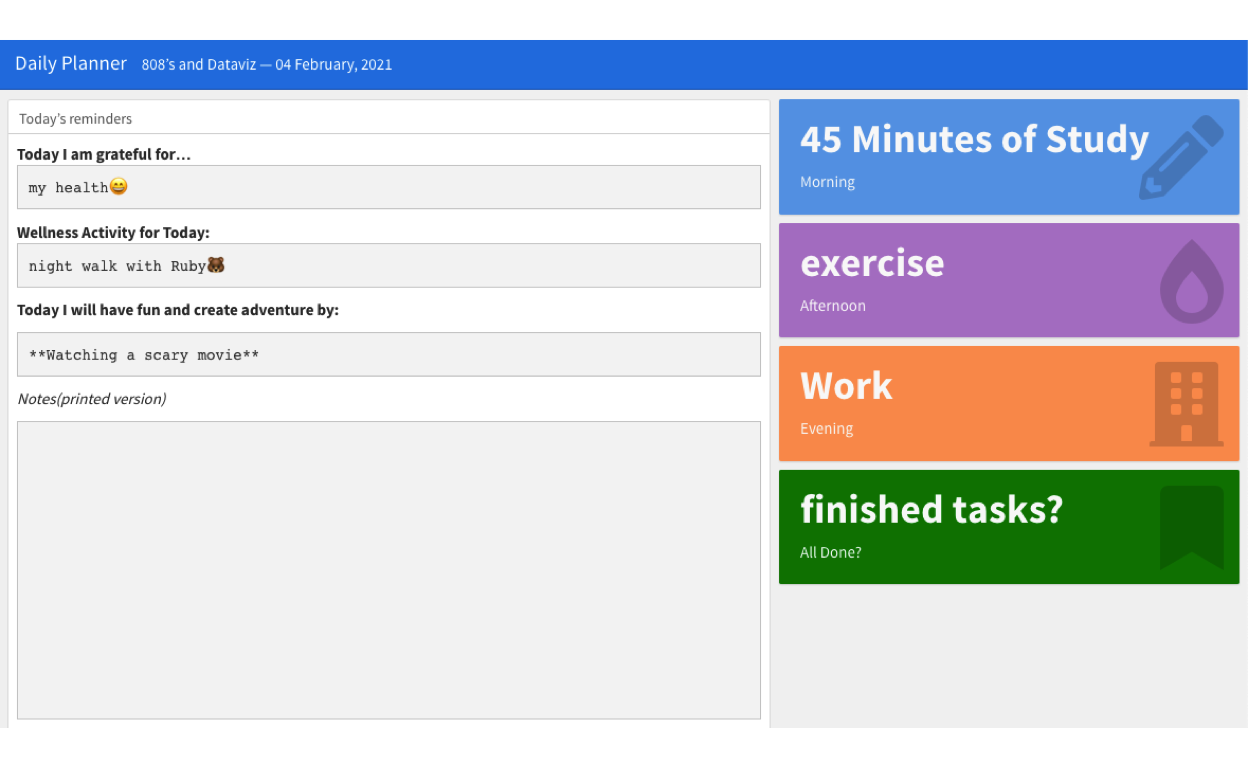 Daily Planner 808's and Dataviz — 04 February, 2021
Today's reminders
Today I am grateful for...
my health😄
Wellness Activity for Today:
night walk with Ruby🐻
Today I will have fun and create adventure by:
**Watching a scary movie**
Notes(printed version)
45 Minutes of Study
Morning
exercise
Afternoon
Work
Evening
finished tasks?
All Done?